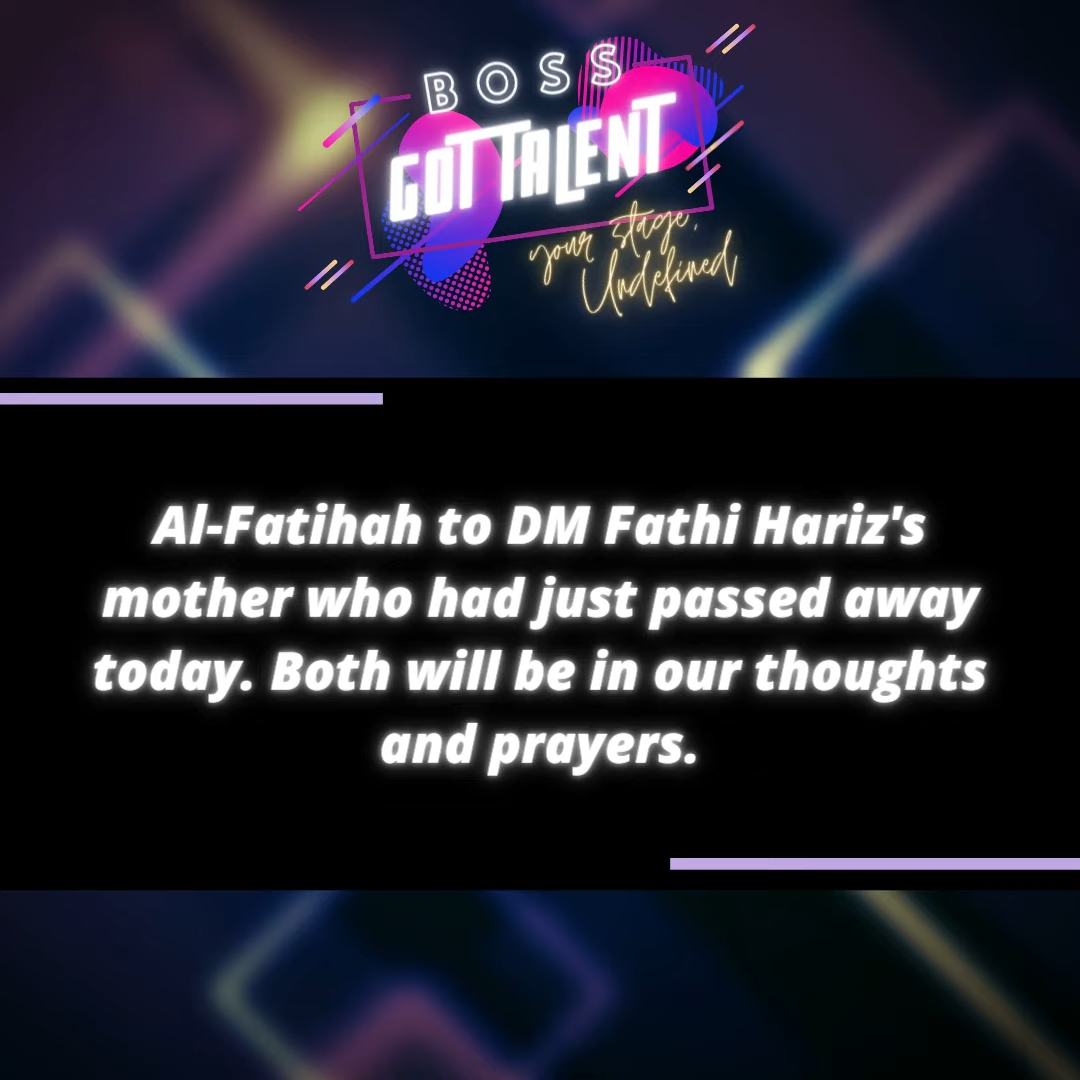 BOSS
GOT TALENT
your stage,
Undefined
Al-Fatihah to DM Fathi Hariz's
mother who had just passed away
today. Both will be in our thoughts
and prayers.